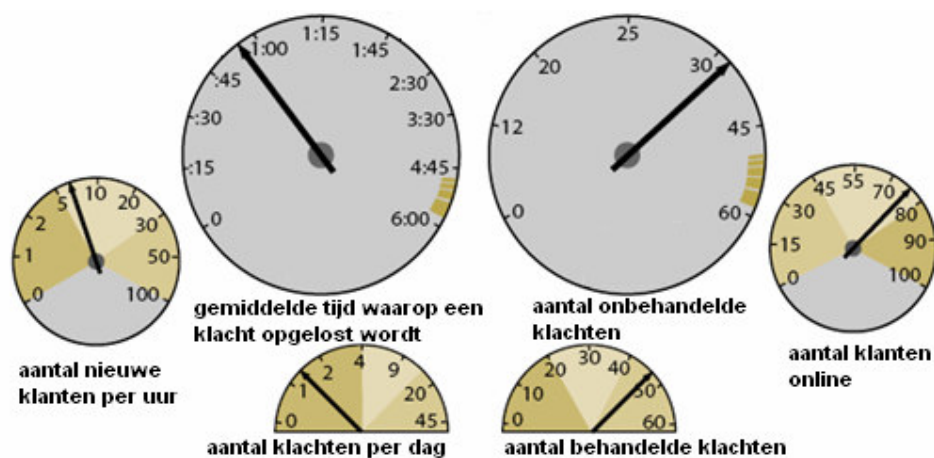 0 :15 :30 :45 1:00 1:15 1:45 2:30 3:30 4:45 6:00
gemiddelde tijd waarop een
klacht opgelost wordt
0 12 20 25 30 45 60
aantal onbehandelde
klachten
0 1 2 5 10 20 30 50 100
aantal nieuwe
klanten per uur
0 15 30 45 55 70 80 90 100
aantal klanten
online
0 1 2 4 9 20 45
aantal klachten per dag
0 10 20 30 40 50 60
aantal behandelde klachten